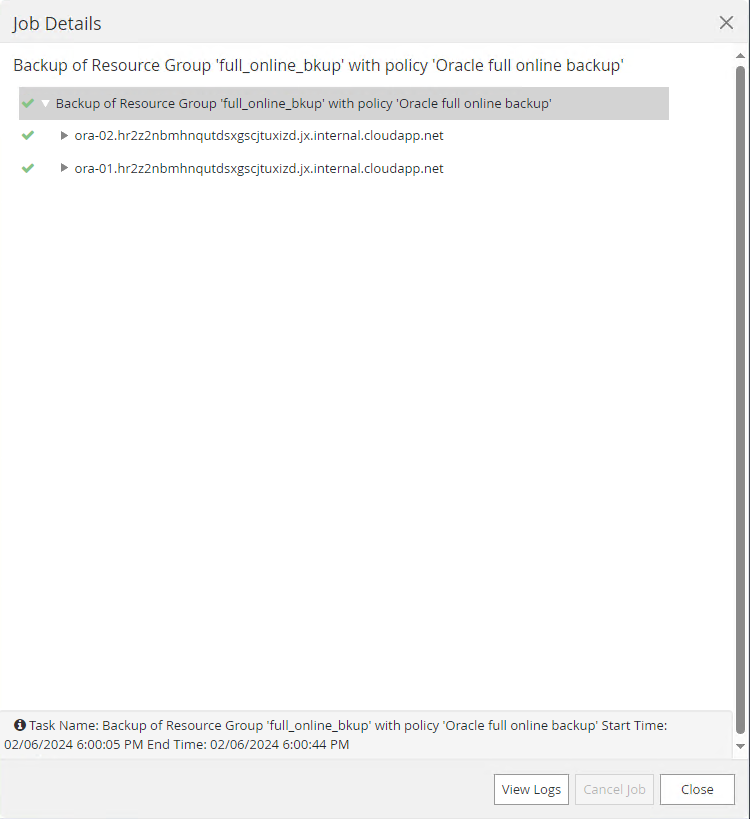 Job Details
Backup of Resource Group 'full_online_bkup' with policy 'Oracle full online backup'
Backup of Resource Group 'full_online_bkup' with policy 'Oracle full online backup'
ora-02.hr2z2nbmhnqutdsxgscjtuxizd.jx.internal.cloudapp.net
ora-01.hr2z2nbmhnqutdsxgscjtuxizd.jx.internal.cloudapp.net
Task Name: Backup of Resource Group 'full_online_bkup' with policy 'Oracle full online backup' Start Time:
02/06/2024 6:00:05 PM End Time: 02/06/2024 6:00:44 PM
View Logs Cancel Job Close